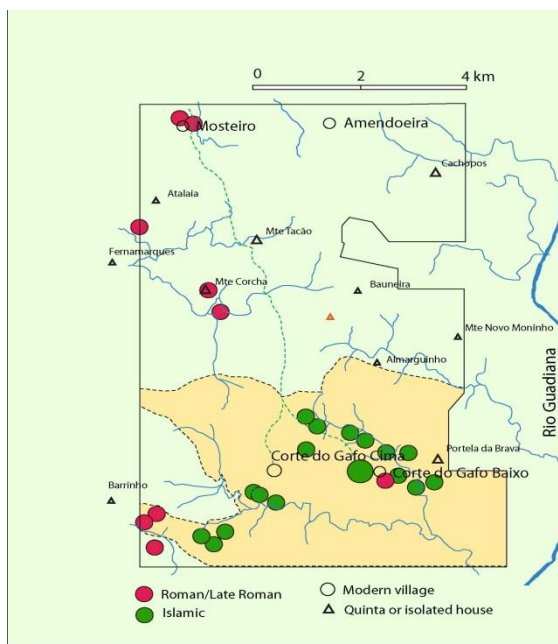 0 2 4 km
Mosteiro
Amendoeira
Cachopos
Atalaia
Mte Tacão
Fernamarques
Mte Corcha
Bauneira
Mte Novo Moninho
Almarguinho
Rio Guadiana
Portela da Brava
Corte do Gafo Cima
Corte do Gafo Baixo
Barrinho
Roman/Late Roman
Islamic
Modern village
Quinta or isolated house